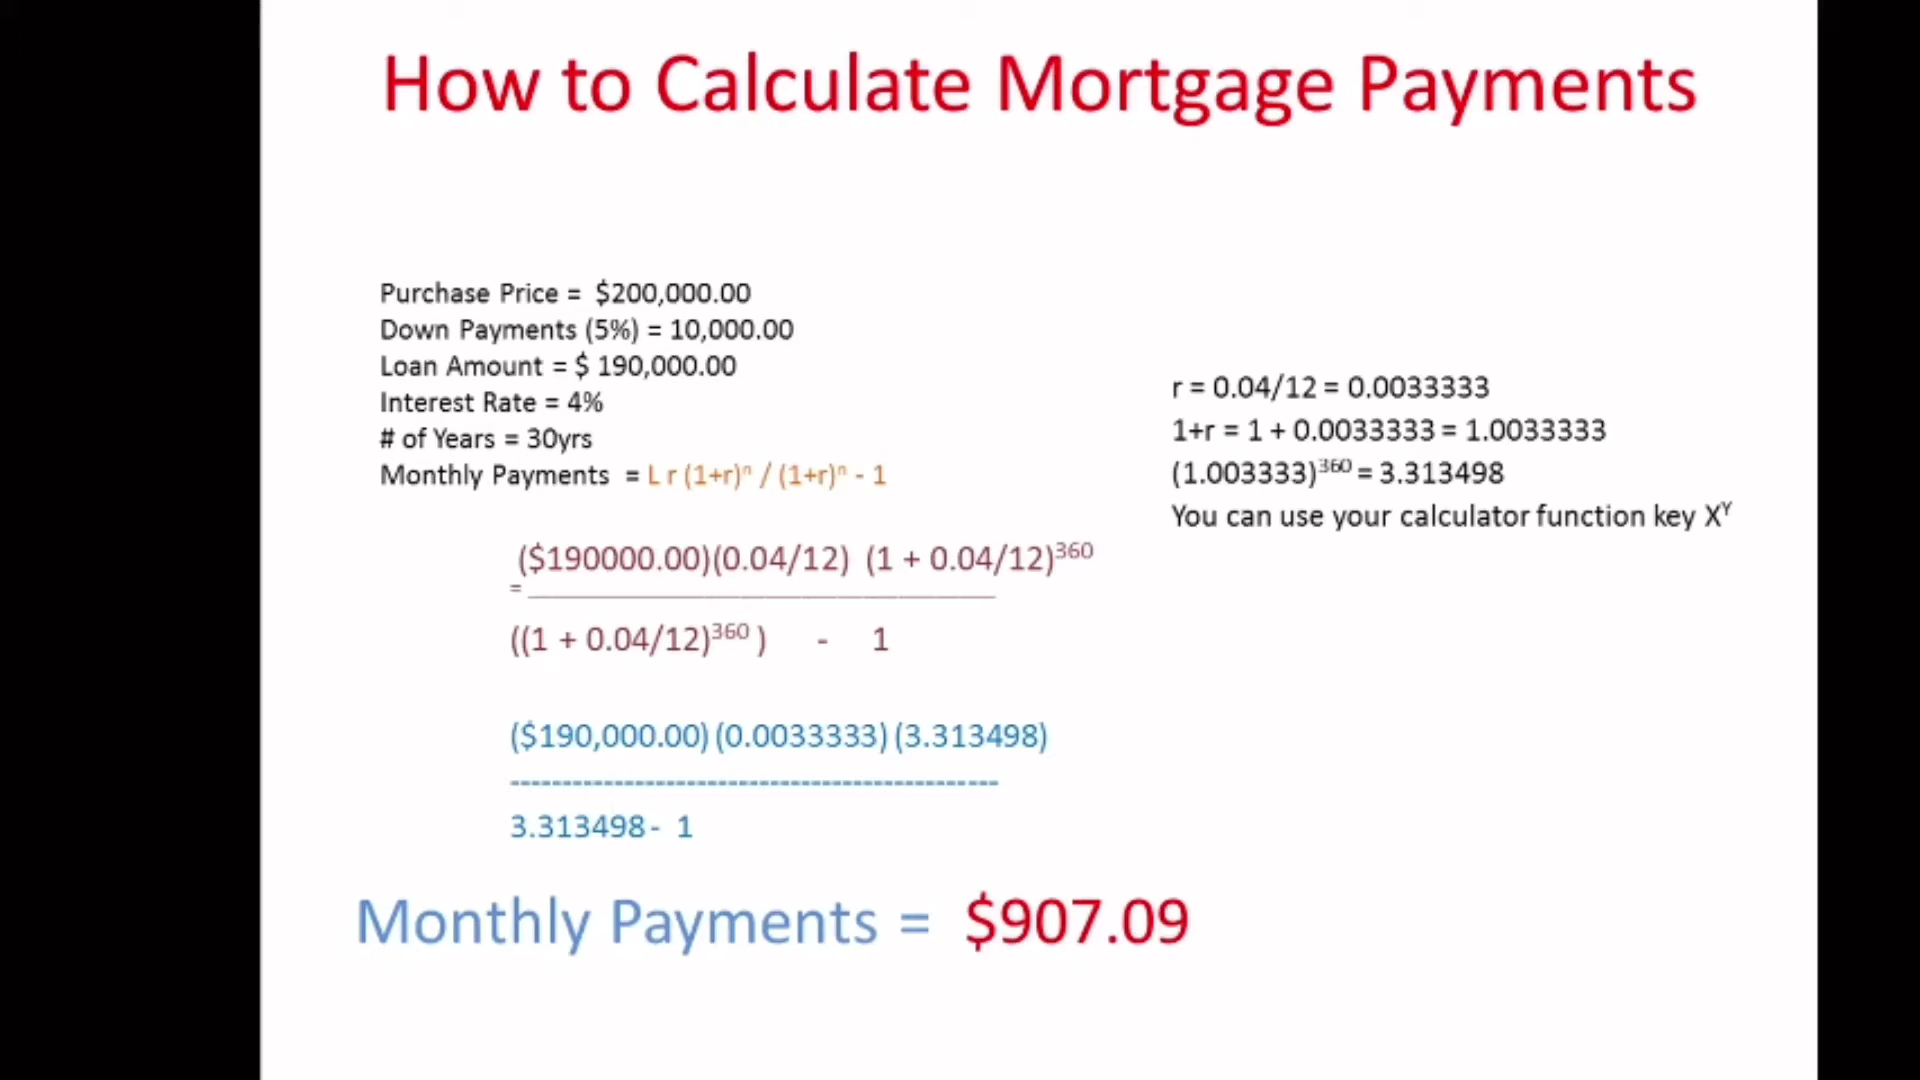 How to Calculate Mortgage Payments
Purchase Price = $200,000.00
Down Payments (5%) = 10,000.00
Loan Amount = $ 190,000.00
Interest Rate = 4%
# of Years = 30yrs
Monthly Payments = L r (1+r)ⁿ / (1+r)ⁿ - 1
r = 0.04/12 = 0.0033333
1+r = 1 + 0.0033333 = 1.0033333
(1.003333)³⁶⁰ = 3.313498
You can use your calculator function key Xʸ
($190000.00)(0.04/12) (1 + 0.04/12)³⁶⁰
= ______________________________
((1 + 0.04/12)³⁶⁰ ) - 1
($190,000.00) (0.0033333) (3.313498)
-----------------------------------------------
3.313498 - 1
Monthly Payments = $907.09